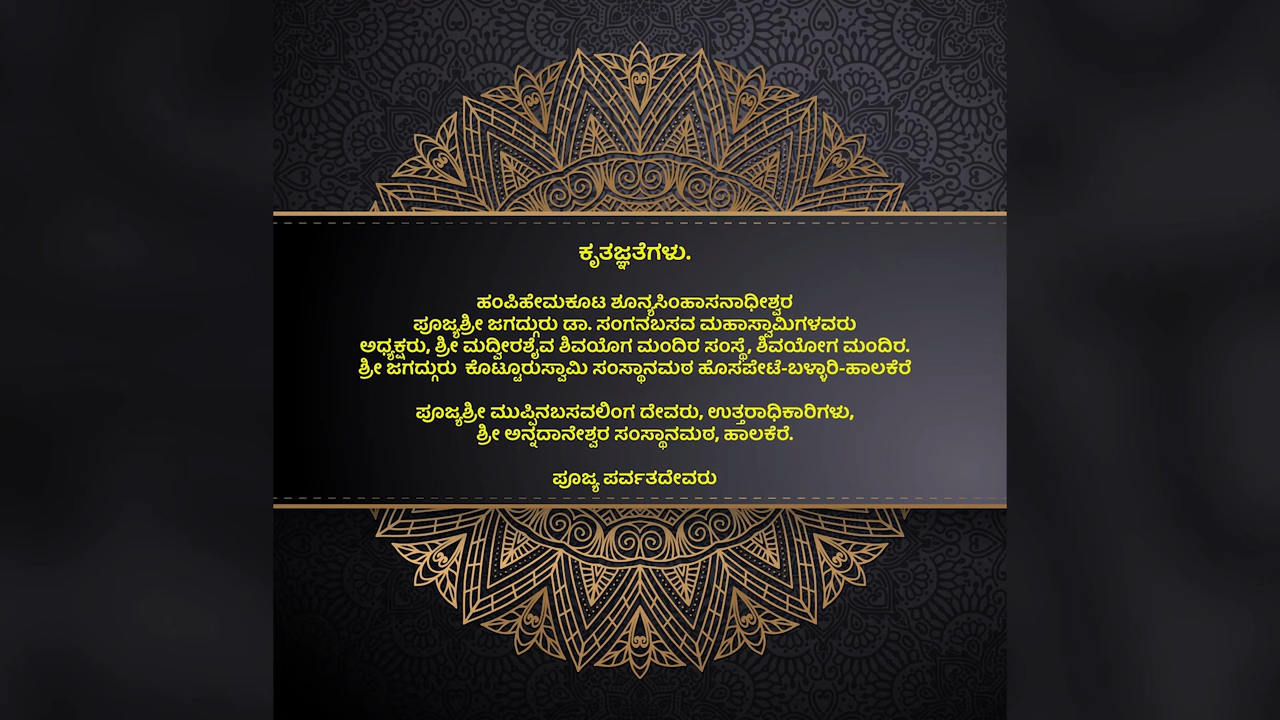 ಕೃತಜ್ಞತೆಗಳು.
ಹಂಪಿಹೇಮಕೂಟ ಶೂನ್ಯಸಿಂಹಾಸನಾಧೀಶ್ವರ
ಪೂಜ್ಯಶ್ರೀ ಜಗದ್ಗುರು ಡಾ. ಸಂಗನಬಸವ ಮಹಾಸ್ವಾಮಿಗಳವರು
ಅಧ್ಯಕ್ಷರು, ಶ್ರೀ ಮದ್ವೀರಶೈವ ಶಿವಯೊಗ ಮಂದಿರ ಸಂಸ್ಥೆ, ಶಿವಯೋಗ ಮಂದಿರ.
ಶ್ರೀ ಜಗದ್ಗುರು ಕೊಟ್ಟೂರುಸ್ವಾಮಿ ಸಂಸ್ಥಾನಮಠ ಹೊಸಪೇಟೆ-ಬಳ್ಳಾರಿ-ಹಾಲಕೆರೆ
ಪೂಜ್ಯಶ್ರೀ ಮುಪ್ಪಿನಬಸವಲಿಂಗ ದೇವರು, ಉತ್ತರಾಧಿಕಾರಿಗಳು,
ಶ್ರೀ ಅನ್ನದಾನೇಶ್ವರ ಸಂಸ್ಥಾನಮಠ, ಹಾಲಕೆರೆ.
ಪೂಜ್ಯ ಪರ್ವತದೇವರು